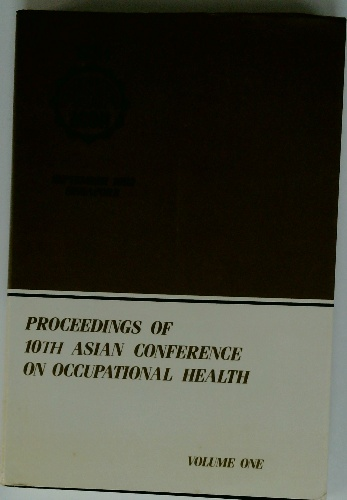 PROCEEDINGS OF
10TH ASIAN CONFERENCE
ON OCCUPATIONAL HEALTH
VOLUME ONE